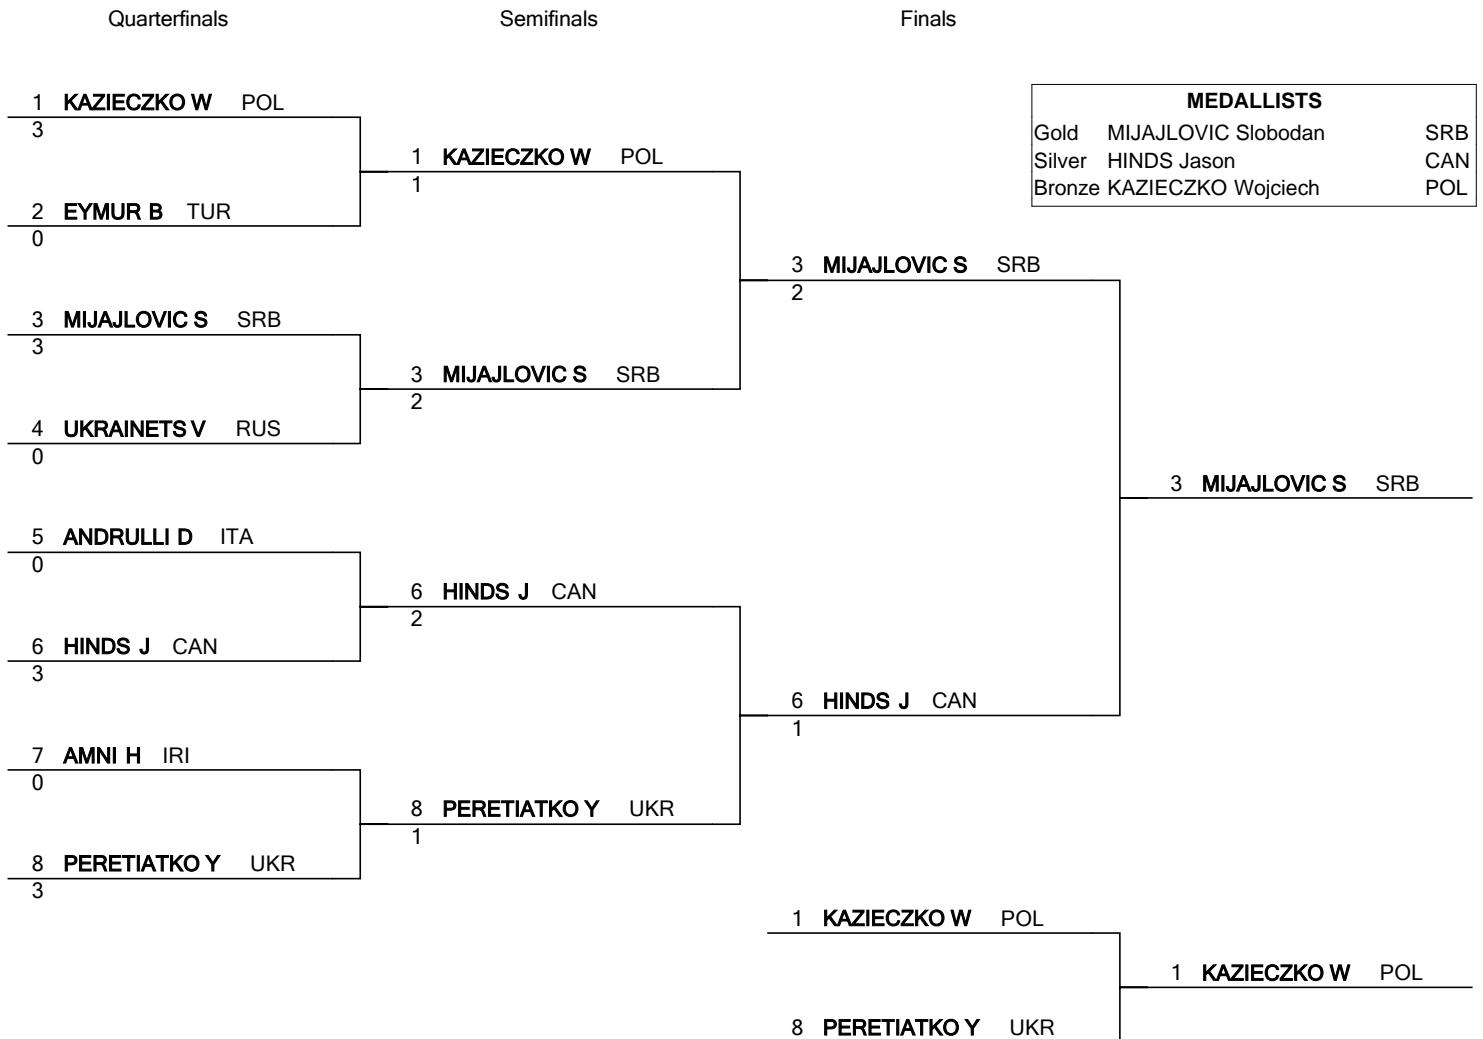 Quarterfinals Semifinals Finals
1 KAZIECZKO W POL
3
MEDALLISTS
Gold MIJAJLOVIC Slobodan SRB
Silver HINDS Jason CAN
Bronze KAZIECZKO Wojciech POL
1 KAZIECZKO W POL
1
2 EYMUR B TUR
0
3 MIJAJLOVIC S SRB
2
3 MIJAJLOVIC S SRB
3
3 MIJAJLOVIC S SRB
2
4 UKRAINETS V RUS
0
3 MIJAJLOVIC S SRB
5 ANDRULLI D ITA
0
6 HINDS J CAN
2
6 HINDS J CAN
3
6 HINDS J CAN
1
7 AMNI H IRI
0
8 PERETIATKO Y UKR
1
8 PERETIATKO Y UKR
3
1 KAZIECZKO W POL
1 KAZIECZKO W POL
8 PERETIATKO Y UKR